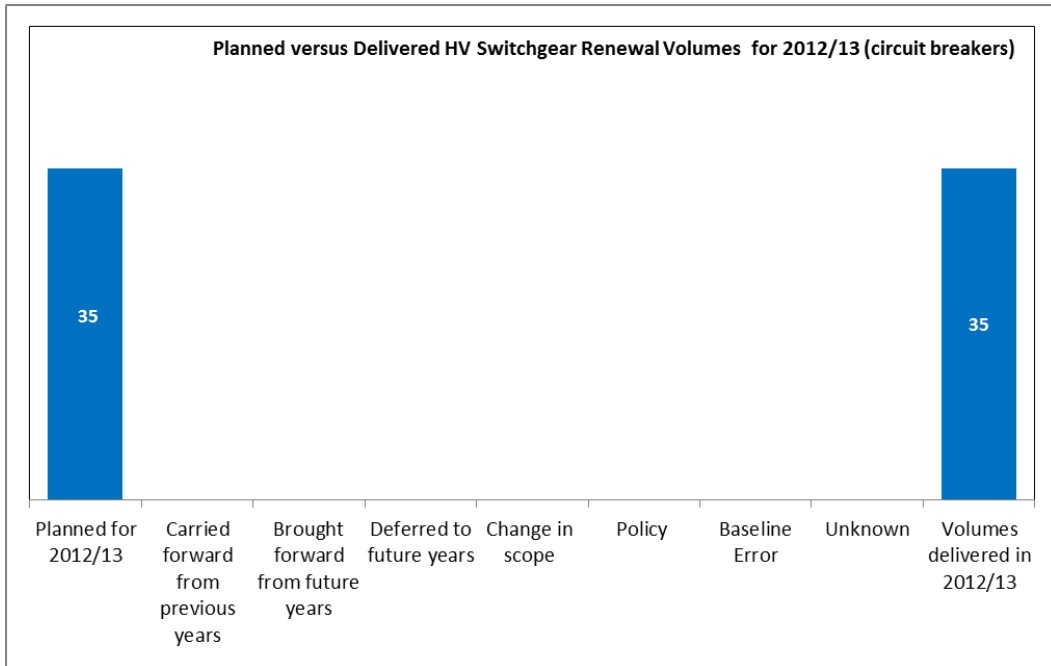 Planned versus Delivered HV Switchgear Renewal Volumes for 2012/13 (circuit breakers)
35
35
Planned for
2012/13
Carried
forward
from
previous
years
Brought
forward
from future
years
Deferred to
future years
Change in
scope
Policy
Baseline
Error
Unknown
Volumes
delivered in
2012/13